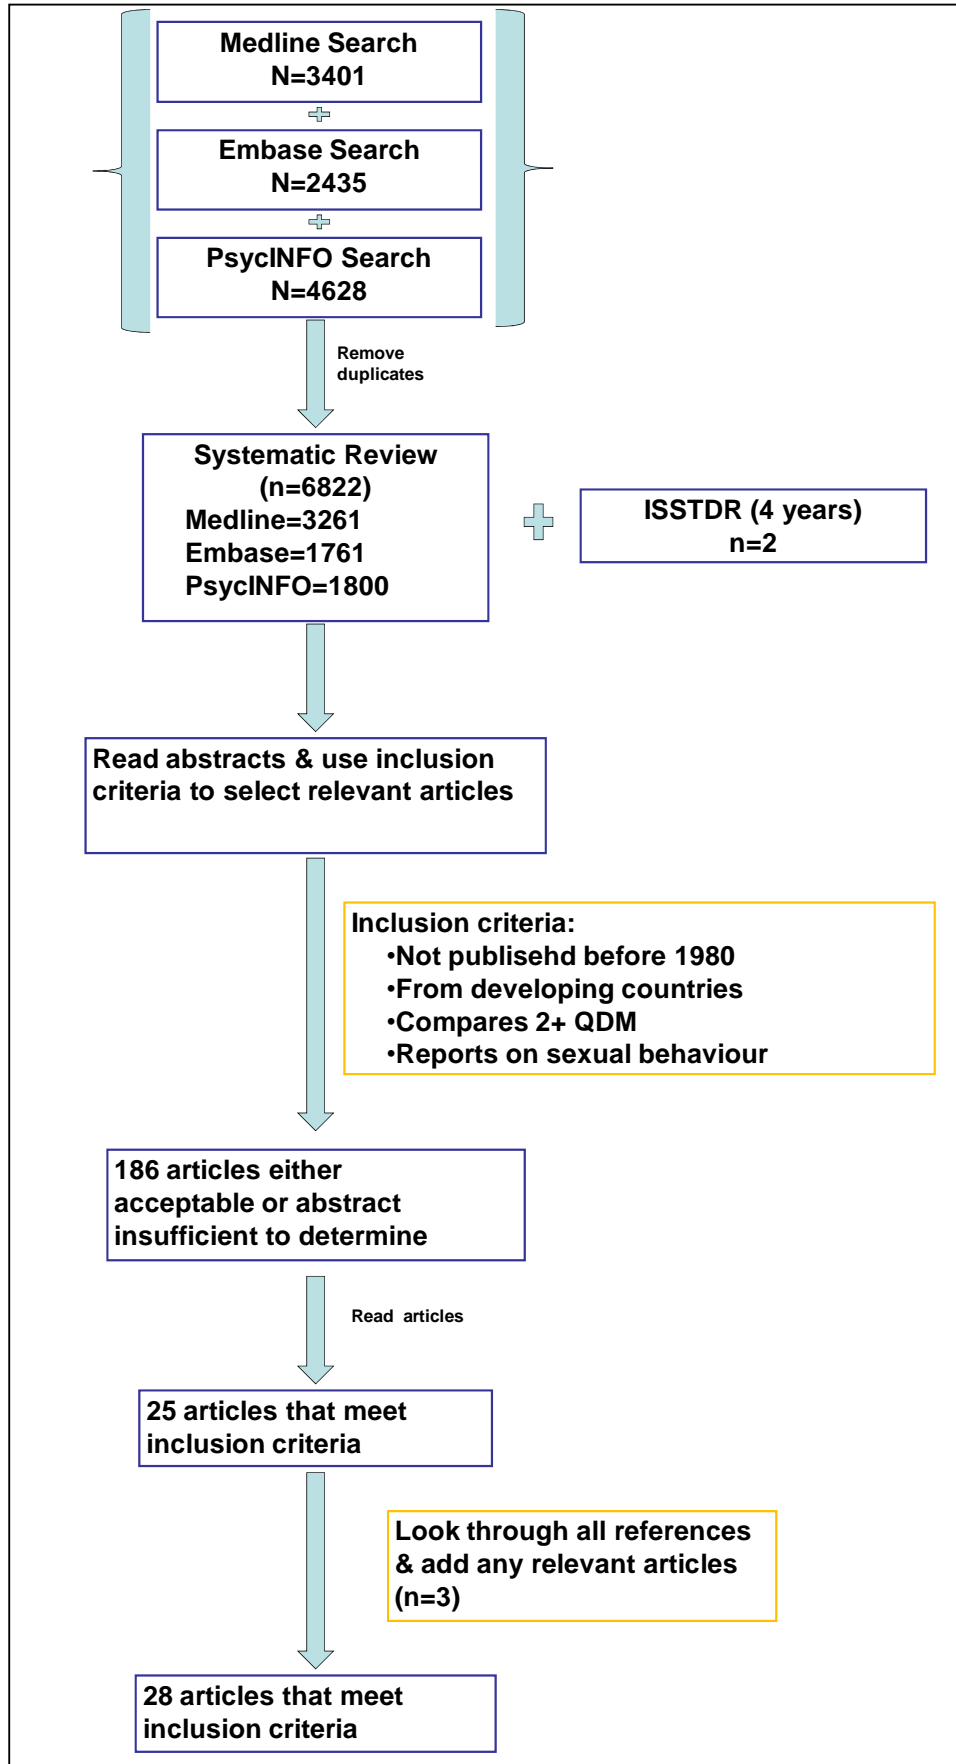 Medline Search
N=3401
Embase Search
N=2435
PsycINFO Search
N=4628
Remove
duplicates
Systematic Review
(n=6822)
Medline=3261
Embase=1761
PsycINFO=1800
ISSTDR (4 years)
n=2
Read abstracts & use inclusion
criteria to select relevant articles
Inclusion criteria:
•Not publisehd before 1980
•From developing countries
•Compares 2+ QDM
•Reports on sexual behaviour
186 articles either
acceptable or abstract
insufficient to determine
Read articles
25 articles that meet
inclusion criteria
Look through all references
& add any relevant articles
(n=3)
28 articles that meet
inclusion criteria